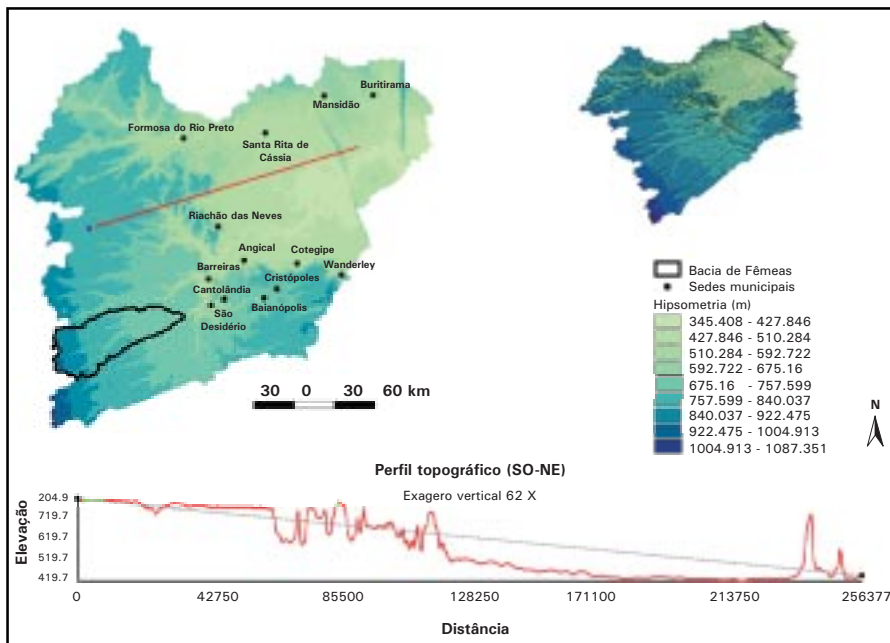 Buritirama
Mansidão
Formosa do Rio Preto
Santa Rita de
Cássia
Riachão das Neves
Angical
Cotegipe
Barreiras
Wanderley
Cristópoles
Cantolândia
São
Desidério
Baianópolis
30 0 30 60 km
Bacia de Fêmeas
Sedes municipais
Hipsometria (m)
345.408 - 427.846
427.846 - 510.284
510.284 - 592.722
592.722 - 675.16
675.16 - 757.599
757.599 - 840.037
840.037 - 922.475
922.475 - 1004.913
1004.913 - 1087.351
N
Perfil topográfico (SO-NE)
Exagero vertical 62 X
Elevação
204.9
719.7
619.7
519.7
419.7
0 42750 85500 128250 171100 213750 256377
Distância